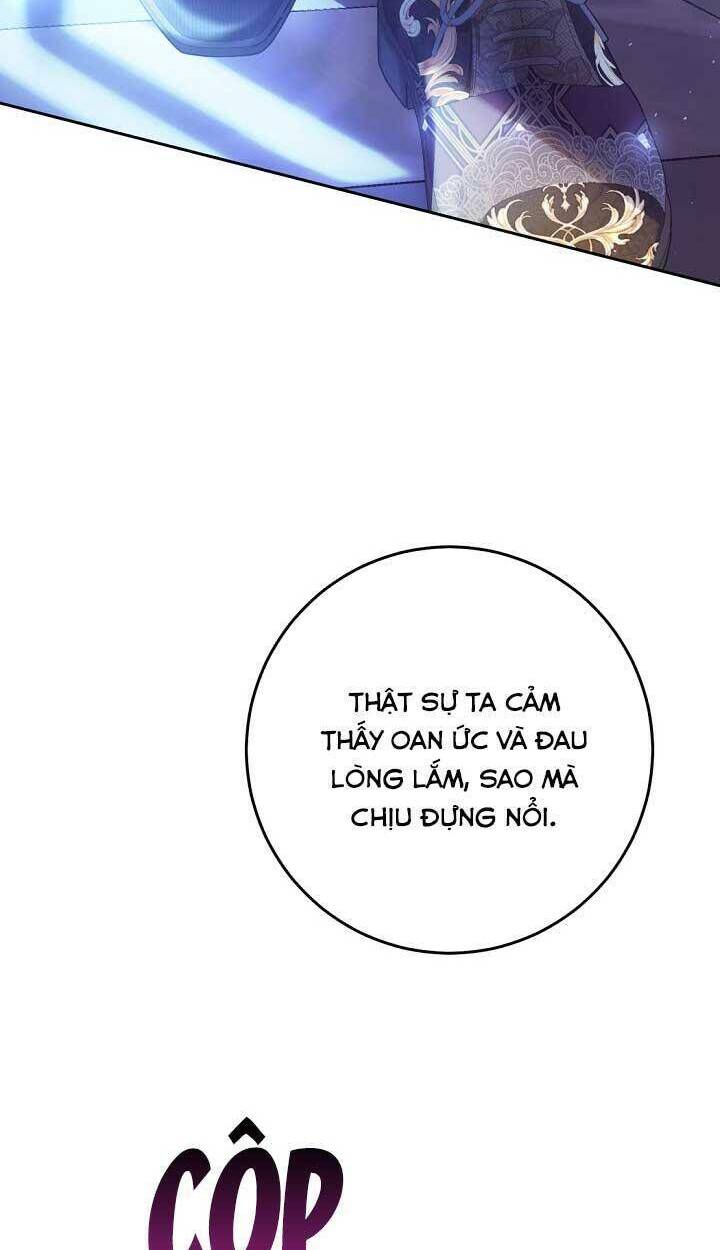 THẬT SỰ TA CẢM
THẤY OAN ỨC VÀ ĐAU
LÒNG LẮM, SAO MÀ
CHỊU ĐỰNG NỔI.
CỘP